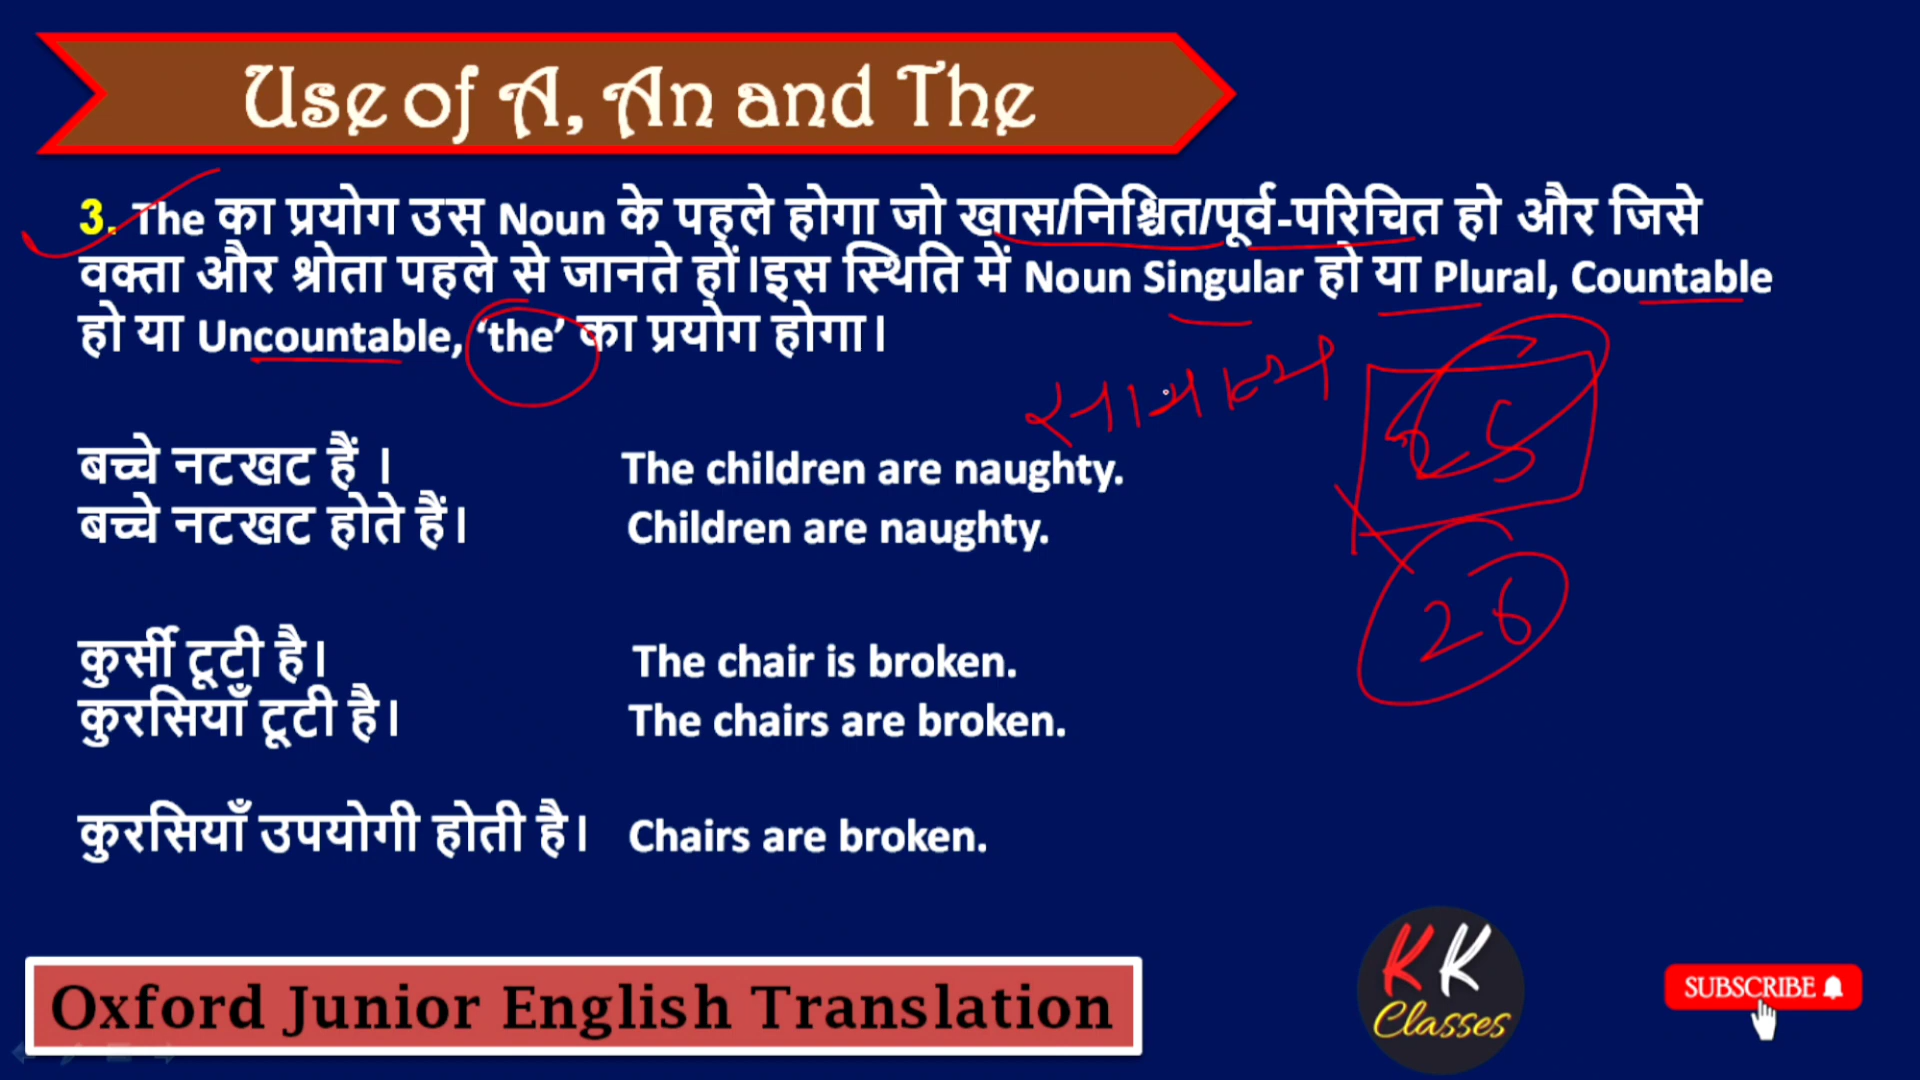 Use of A, An and The
3. The का प्रयोग उस Noun के पहले होगा जो खास/निश्चित/पूर्व-परिचित हो और जिसे
वक्ता और श्रोता पहले से जानते हों।इस स्थिति में Noun Singular हो या Plural, Countable
हो या Uncountable, ‘the’ का प्रयोग होगा।
बच्चे नटखट हैं । The children are naughty.
बच्चे नटखट होते हैं। Children are naughty.
25
26
कुर्सी टूटी है। The chair is broken.
कुरसियाँ टूटी है। The chairs are broken.
कुरसियाँ उपयोगी होती है। Chairs are broken.
Oxford Junior English Translation
KK
Classes
SUBSCRIBE